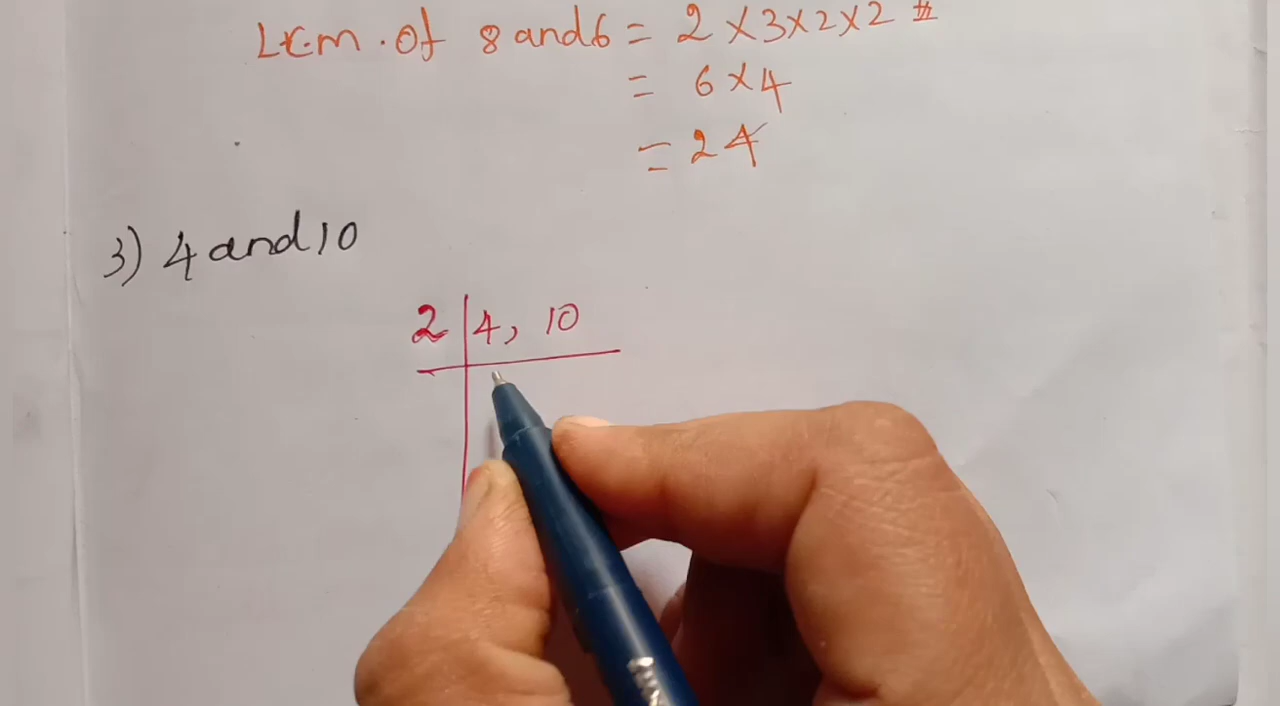 L.C.m. of 8 and 6 = 2 × 3 × 2 × 2
= 6 × 4
= 24
3) 4 and 10
2 | 4, 10